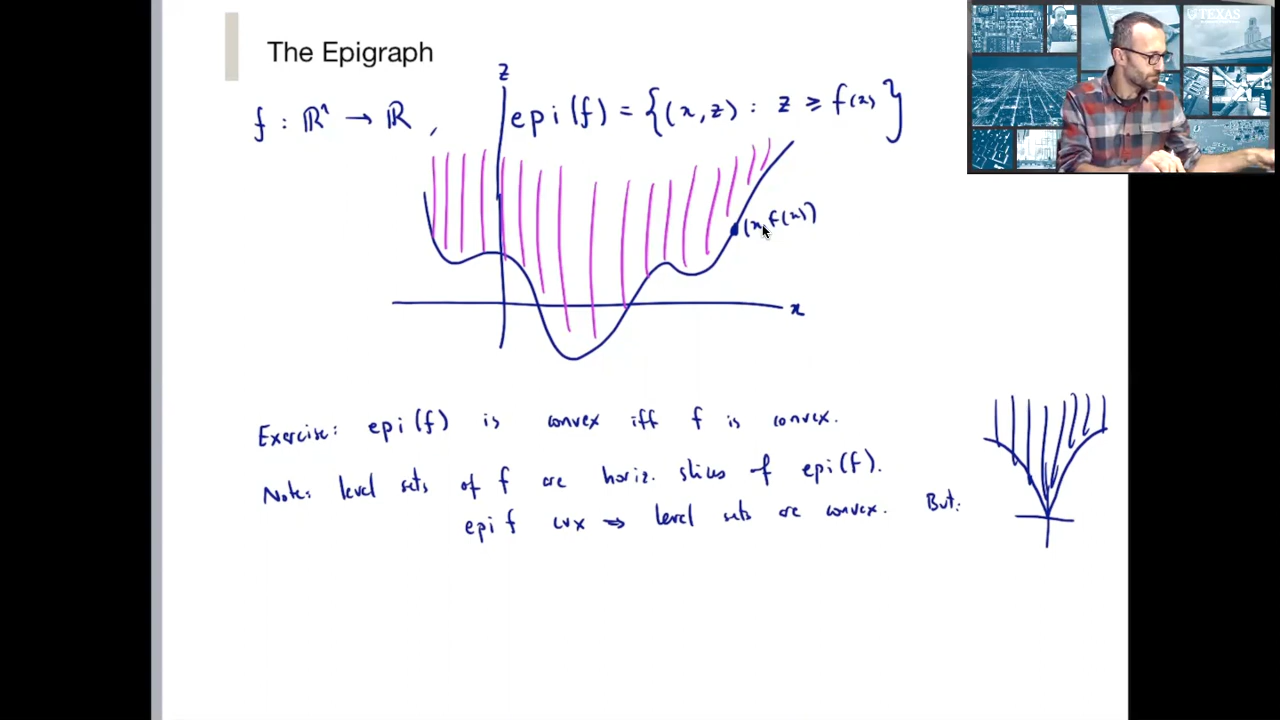 The Epigraph
TEXAS
z
f : ℝⁿ → ℝ , epi(f) = {(x,z) : z ≥ f(x)}
(x, f(x))
x
Exercise: epi(f) is convex iff f is convex.
Note: level sets of f are horiz. slices of epi(f).
epi f cvx ⇒ level sets are convex. But: